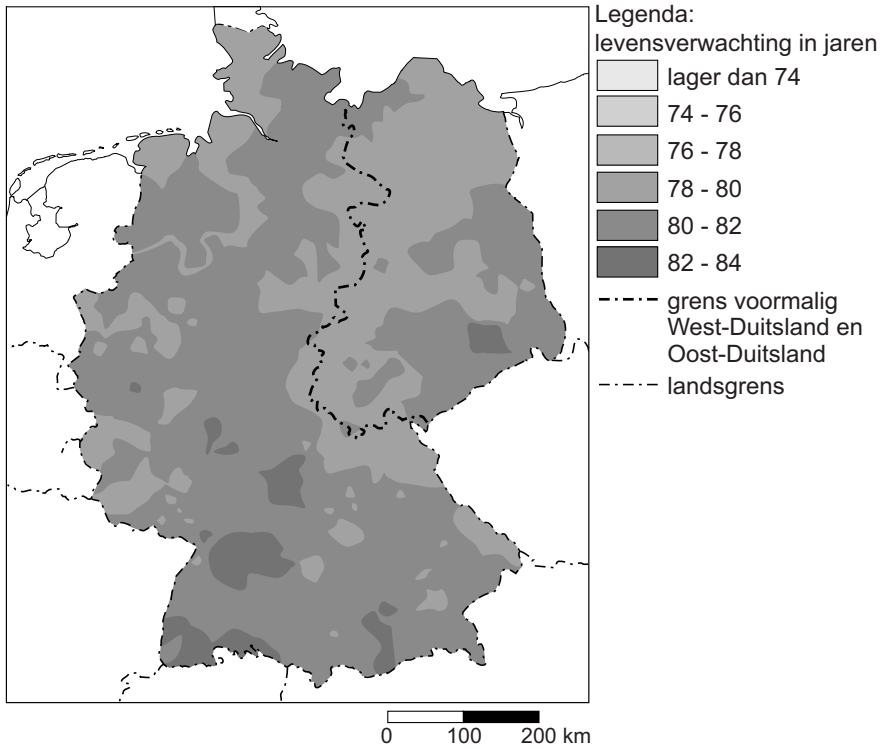 Legenda:
levensverwachting in jaren
lager dan 74
74 - 76
76 - 78
78 - 80
80 - 82
82 - 84
grens voormalig
West-Duitsland en
Oost-Duitsland
landsgrens
0 100 200 km